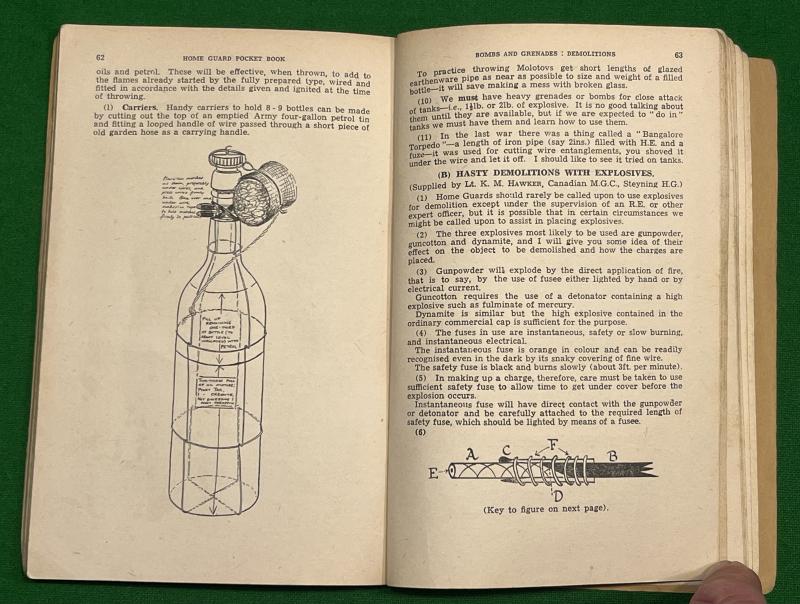 62 HOME GUARD POCKET BOOK
oils and petrol. These will be effective, when thrown, to add to
the flames already started by the fully prepared type, wired and
fitted in accordance with the details given and ignited at the time
of throwing.
(l) Carriers. Handy carriers to hold 8 - 9 bottles can be made
by cutting out the top of an emptied Army four-gallon petrol tin
and fitting a looped handle of wire passed through a short piece of
old garden hose as a carrying handle.
FILL UP
REMAINING
ONE-THIRD
OF BOTTLE (TO
PETROL
BOMBS AND GRENADES : DEMOLITIONS 63
To practice throwing Molotovs get short lengths of glazed
earthenware pipe as near as possible to size and weight of a filled
bottle—it will save making a mess with broken glass.
(10) We must have heavy grenades or bombs for close attack
of tanks—i.e., 1½lb. or 2lb. of explosive. It is no good talking about
them until they are available, but if we are expected to "do in"
tanks we must have them and learn how to use them.
(11) In the last war there was a thing called a "Bangalore
Torpedo"—a length of iron pipe (say 2ins.) filled with H.E. and a
fuze—it was used for cutting wire entanglements, you shoved it
under the wire and let it off. I should like to see it tried on tanks.
(B) HASTY DEMOLITIONS WITH EXPLOSIVES.
(Supplied by Lt. K. M. HAWKER, Canadian M.G.C., Steyning H.G.)
(1) Home Guards should rarely be called upon to use explosives
for demolition except under the supervision of an R.E. or other
expert officer, but it is possible that in certain circumstances we
might be called upon to assist in placing explosives.
(2) The three explosives most likely to be used are gunpowder,
guncotton and dynamite, and I will give you some idea of their
effect on the object to be demolished and how the charges are
placed.
(3) Gunpowder will explode by the direct application of fire,
that is to say, by the use of fusee either lighted by hand or by
electrical current.
Guncotton requires the use of a detonator containing a high
explosive such as fulminate of mercury.
Dynamite is similar but the high explosive contained in the
ordinary commercial cap is sufficient for the purpose.
(4) The fuses in use are instantaneous, safety or slow burning,
and instantaneous electrical.
The instantaneous fuse is orange in colour and can be readily
recognised even in the dark by its snaky covering of fine wire.
The safety fuse is black and burns slowly (about 3ft. per minute).
(5) In making up a charge, therefore, care must be taken to use
sufficient safety fuse to allow time to get under cover before the
explosion occurs.
Instantaneous fuse will have direct contact with the gunpowder
or detonator and be carefully attached to the required length of
safety fuse, which should be lighted by means of a fusee.
(6)
A C F B
E
D
(Key to figure on next page).